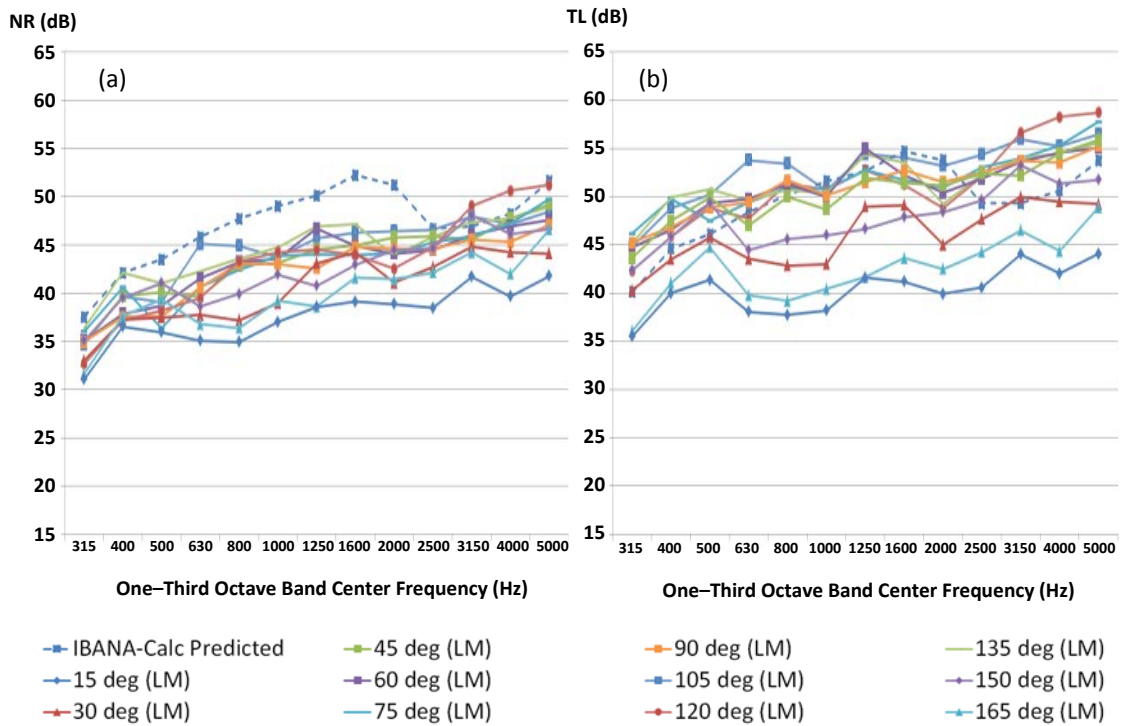 NR (dB)
TL (dB)
65
60
55
50
45
40
35
30
25
20
15
(a)
315 400 500 630 800 1000 1250 1600 2000 2500 3150 4000 5000
One–Third Octave Band Center Frequency (Hz)
65
60
55
50
45
40
35
30
25
20
15
(b)
315 400 500 630 800 1000 1250 1600 2000 2500 3150 4000 5000
One–Third Octave Band Center Frequency (Hz)
IBANA-Calc Predicted 45 deg (LM) 90 deg (LM) 135 deg (LM)
15 deg (LM) 60 deg (LM) 105 deg (LM) 150 deg (LM)
30 deg (LM) 75 deg (LM) 120 deg (LM) 165 deg (LM)